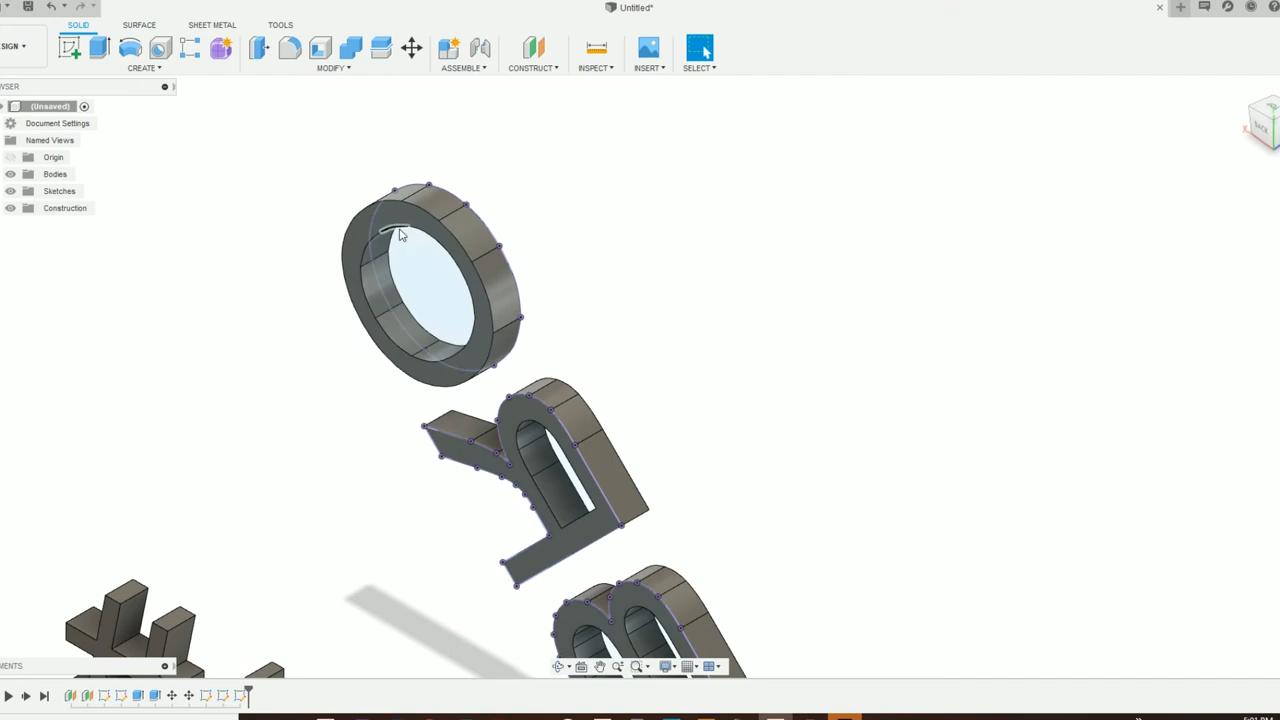 Untitled*
SOLID SURFACE SHEET METAL TOOLS
SIGN ▾
CREATE ▾ MODIFY ▾ ASSEMBLE ▾ CONSTRUCT ▾ INSPECT ▾ INSERT ▾ SELECT ▾
WSER
(Unsaved)
Document Settings
Named Views
Origin
Bodies
Sketches
Construction
BACK
X
O
R
B
MENTS